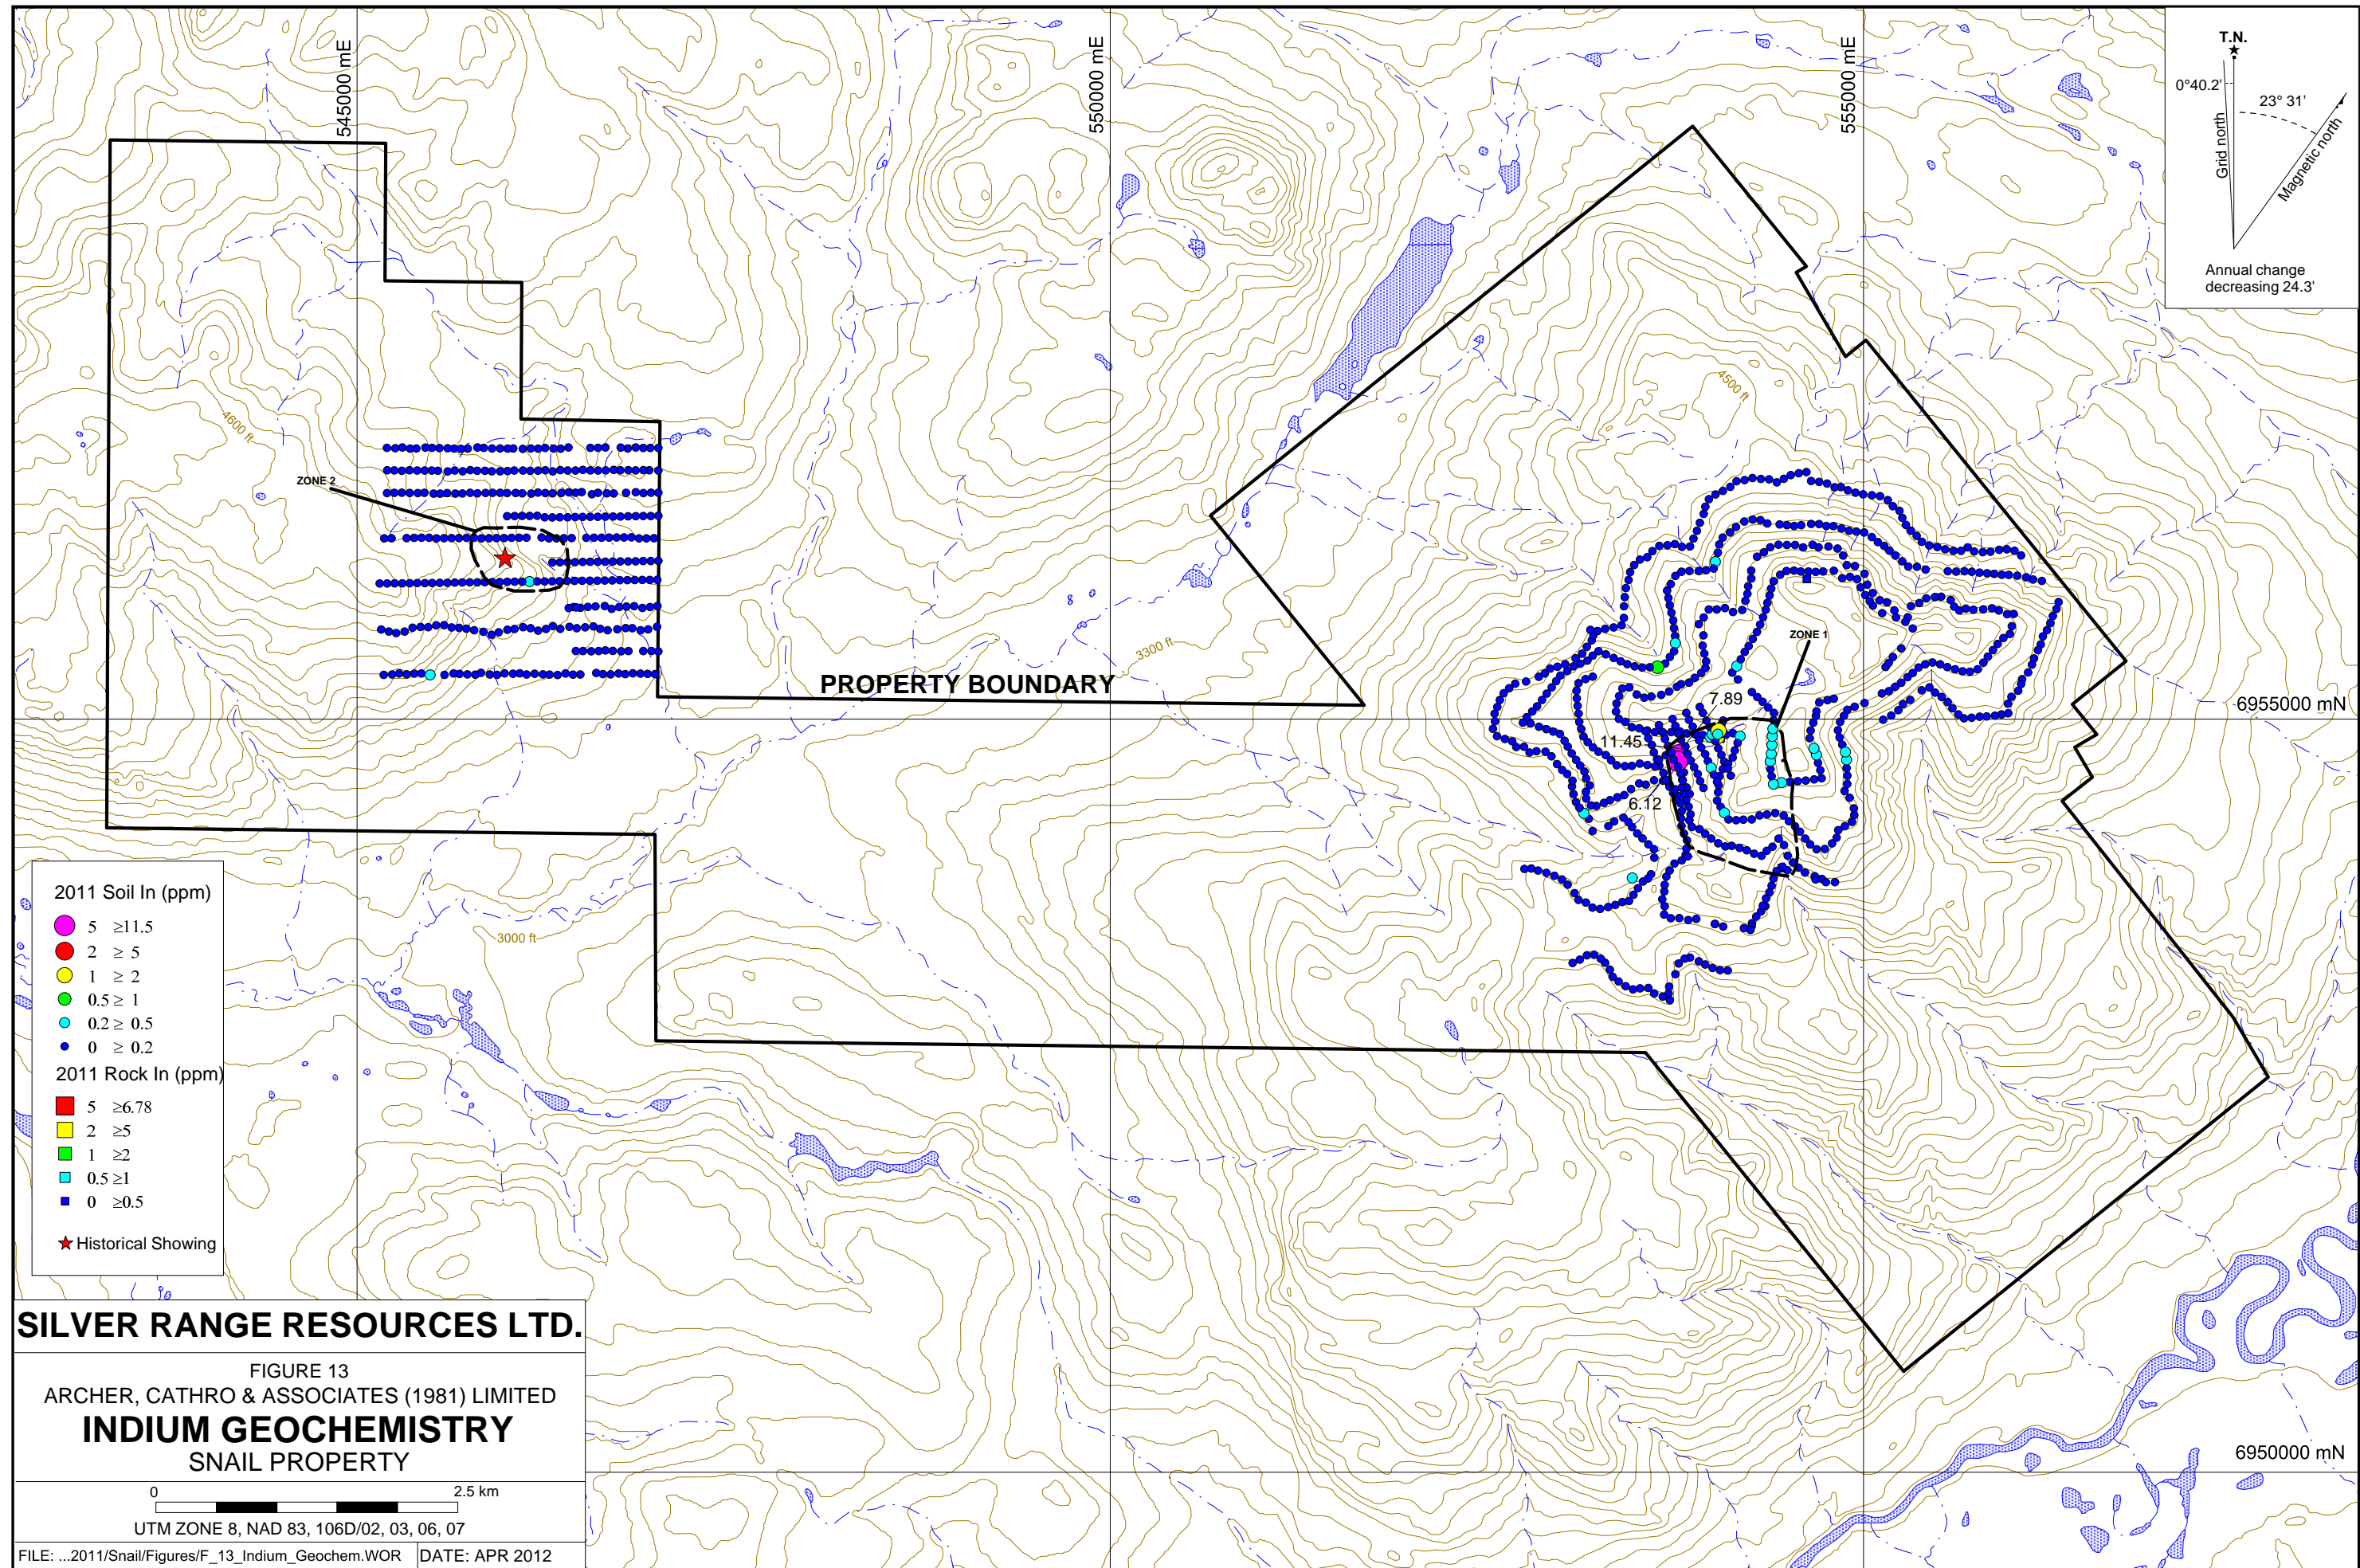 545000 mE
550000 mE
555000 mE
T.N.
0°40.2'
23° 31'
Grid north
Magnetic north
Annual change
decreasing 24.3'
4600 ft
4500 ft
ZONE 2
ZONE 1
3300 ft
PROPERTY BOUNDARY
7.89
6955000 mN
11.45
6.12
3000 ft
2011 Soil In (ppm)
5 ≥11.5
2 ≥ 5
1 ≥ 2
0.5 ≥ 1
0.2 ≥ 0.5
0 ≥ 0.2
2011 Rock In (ppm)
5 ≥6.78
2 ≥5
1 ≥2
0.5 ≥1
0 ≥0.5
Historical Showing
6950000 mN
SILVER RANGE RESOURCES LTD.
FIGURE 13
ARCHER, CATHRO & ASSOCIATES (1981) LIMITED
INDIUM GEOCHEMISTRY
SNAIL PROPERTY
0 2.5 km
UTM ZONE 8, NAD 83, 106D/02, 03, 06, 07
FILE: ...2011/Snail/Figures/F_13_Indium_Geochem.WOR DATE: APR 2012